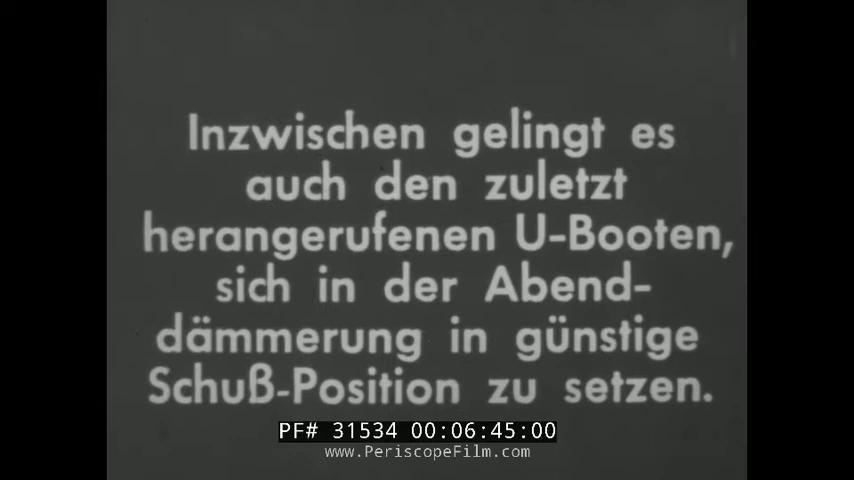 Inzwischen gelingt es
auch den zuletzt
herangerufenen U-Booten,
sich in der Abend-
dämmerung in günstige
Schuß-Position zu setzen.
PF# 31534 00:06:45:00
www.PeriscopeFilm.com